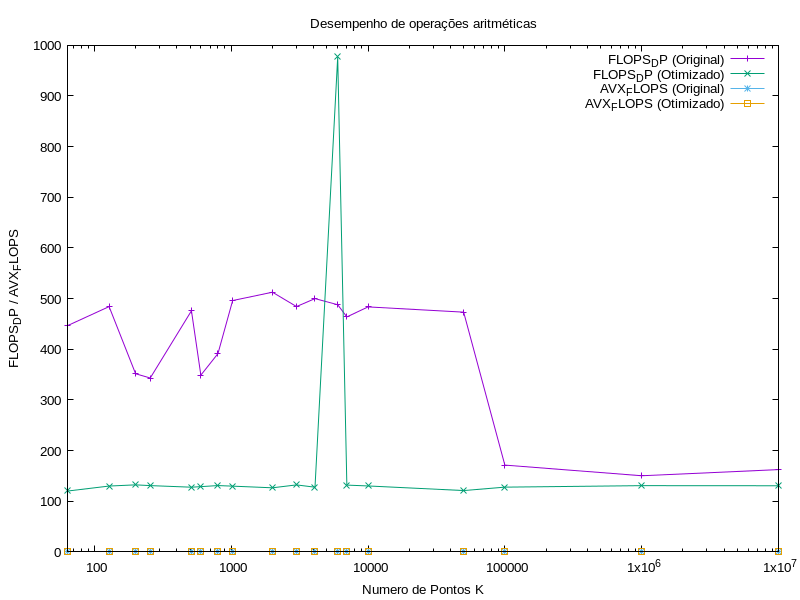 Desempenho de operações aritméticas
1000
900
800
700
600
500
400
300
200
100
0
FLOPS_DP / AVX_FLOPS
FLOPS_DP (Original)
FLOPS_DP (Otimizado)
AVX_FLOPS (Original)
AVX_FLOPS (Otimizado)
100
1000
10000
100000
1x10^6
1x10^7
Numero de Pontos K